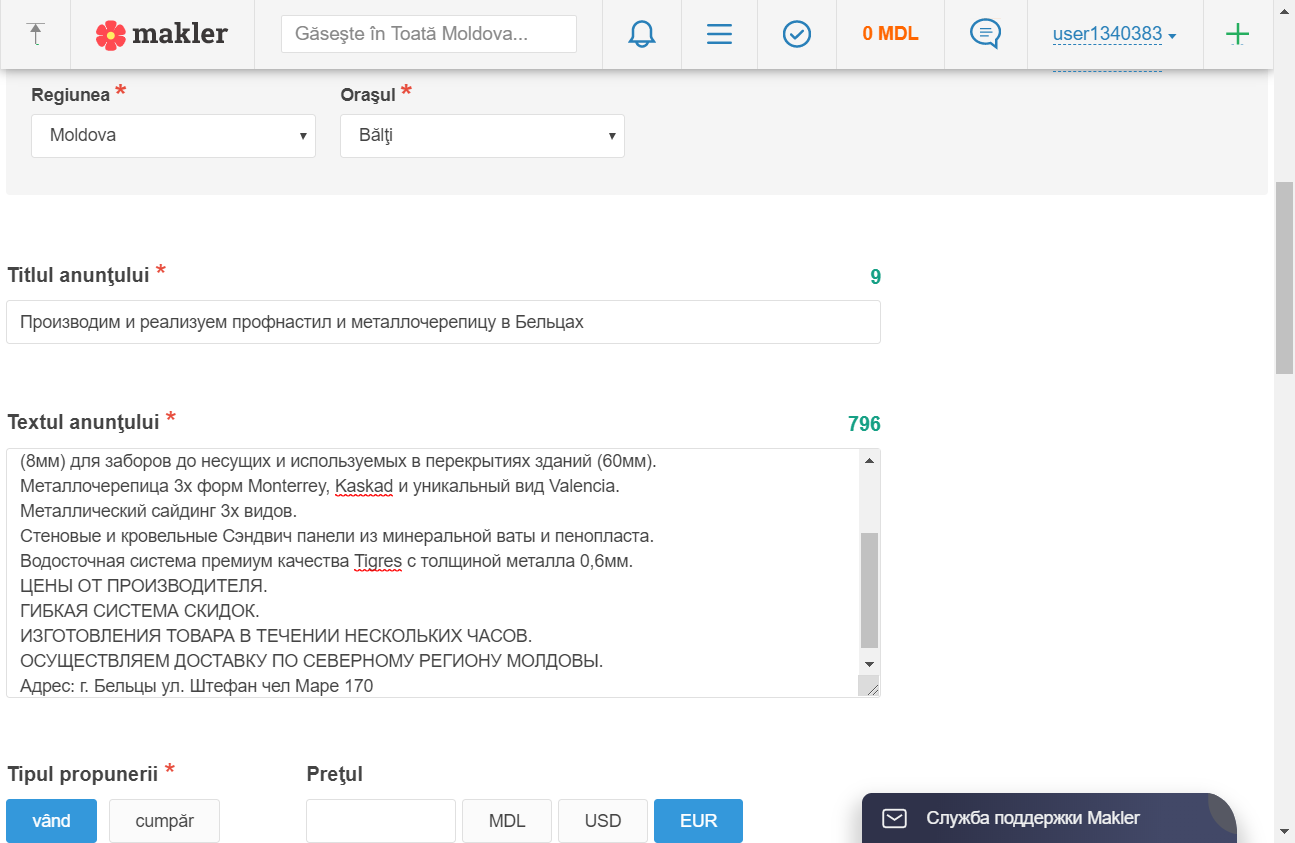 makler
Găseşte în Toată Moldova...
0 MDL
user1340383
Regiunea *
Oraşul *
Moldova
Bălţi
Titlul anunţului *
9
Производим и реализуем профнастил и металлочерепицу в Бельцах
Textul anunţului *
796
(8мм) для заборов до несущих и используемых в перекрытиях зданий (60мм).
Металлочерепица 3х форм Monterrey, Kaskad и уникальный вид Valencia.
Металлический сайдинг 3х видов.
Стеновые и кровельные Сэндвич панели из минеральной ваты и пенопласта.
Водосточная система премиум качества Tigres с толщиной металла 0,6мм.
ЦЕНЫ ОТ ПРОИЗВОДИТЕЛЯ.
ГИБКАЯ СИСТЕМА СКИДОК.
ИЗГОТОВЛЕНИЯ ТОВАРА В ТЕЧЕНИИ НЕСКОЛЬКИХ ЧАСОВ.
ОСУЩЕСТВЛЯЕМ ДОСТАВКУ ПО СЕВЕРНОМУ РЕГИОНУ МОЛДОВЫ.
Адрес: г. Бельцы ул. Штефан чел Маре 170
Tipul propunerii *
Preţul
vând
cumpăr
MDL
USD
EUR
Служба поддержки Makler